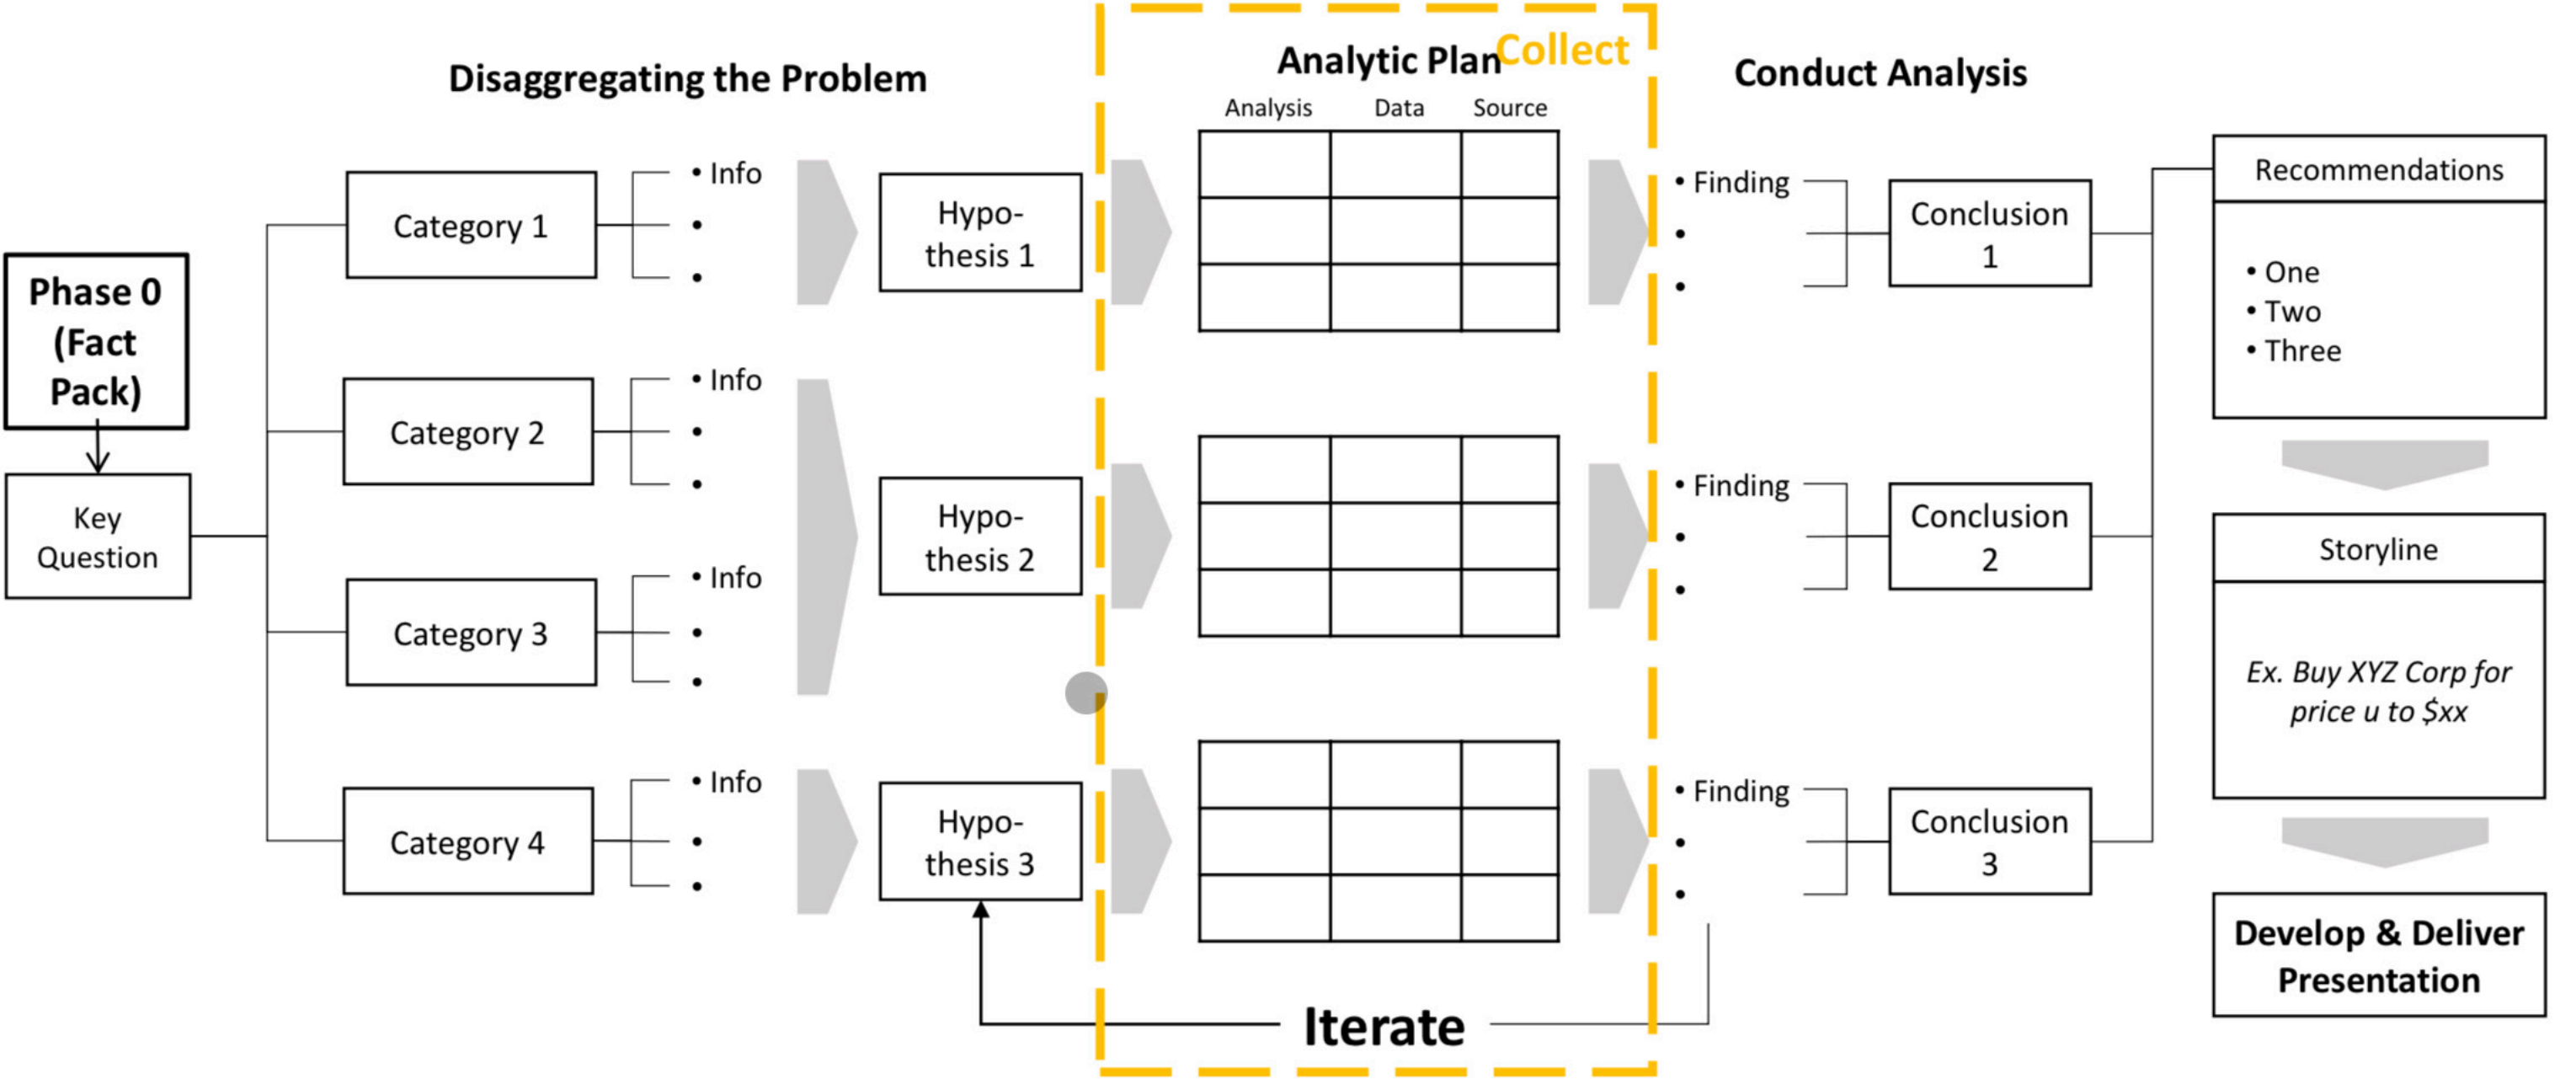 Disaggregating the Problem
Analytic Plan
Collect
Conduct Analysis
Analysis
Data
Source
Phase 0
(Fact
Pack)
Key
Question
Category 1
• Info
•
•
Category 2
• Info
•
•
Category 3
• Info
•
•
Category 4
• Info
•
•
Hypo-
thesis 1
Hypo-
thesis 2
Hypo-
thesis 3
• Finding
•
•
• Finding
•
•
• Finding
•
•
Conclusion
1
Conclusion
2
Conclusion
3
Recommendations
• One
• Two
• Three
Storyline
Ex. Buy XYZ Corp for
price u to $xx
Develop & Deliver
Presentation
Iterate